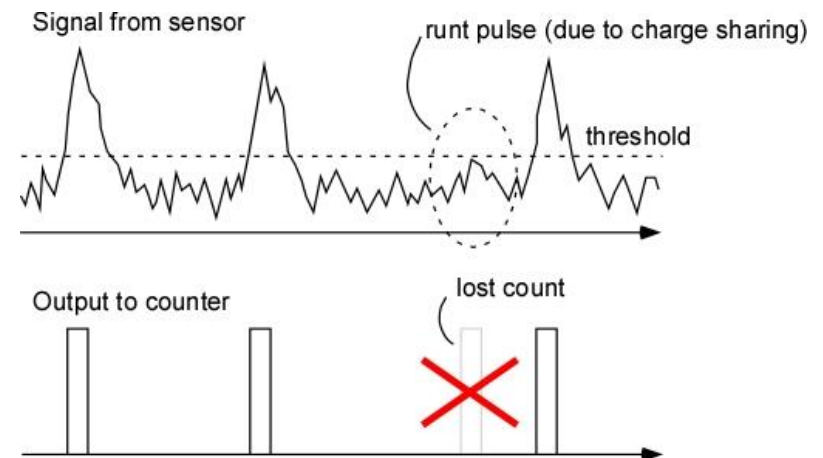 Signal from sensor
runt pulse (due to charge sharing)
threshold
Output to counter
lost count